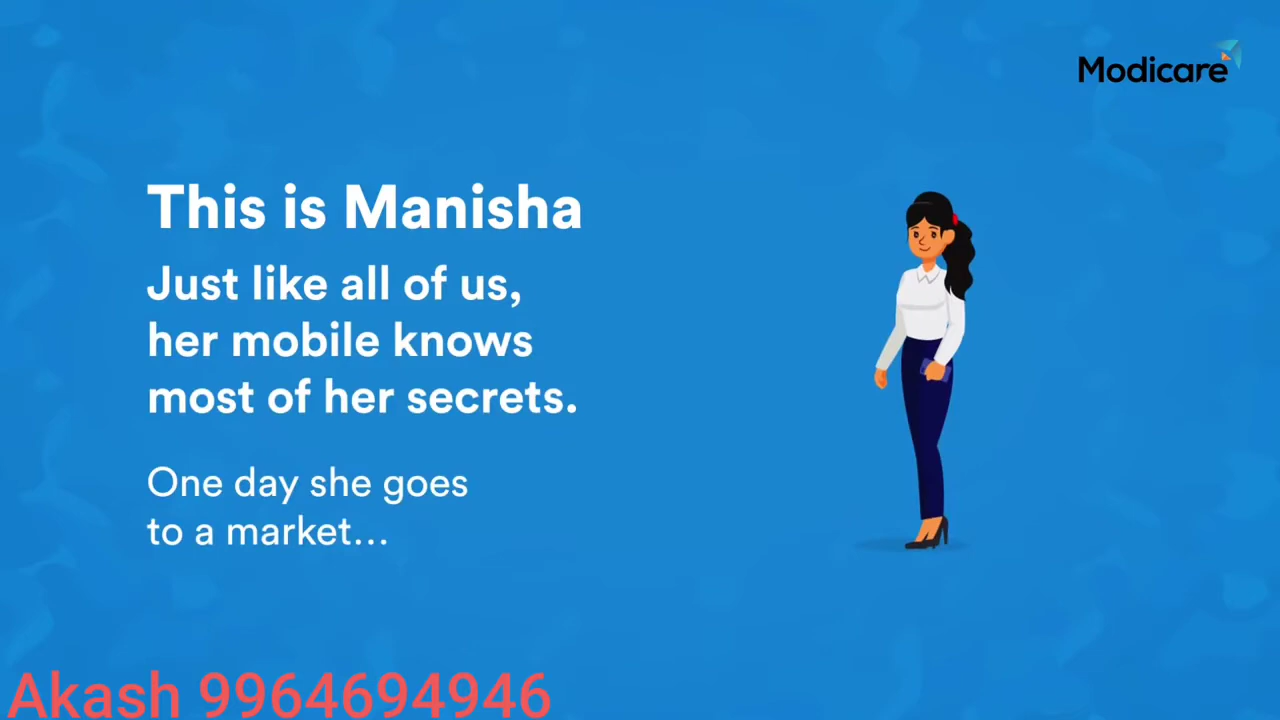 Modicare
This is Manisha
Just like all of us,
her mobile knows
most of her secrets.
One day she goes
to a market...
Akash 9964694946